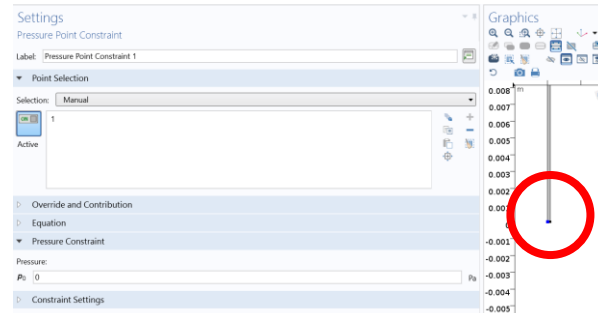 Settings
Pressure Point Constraint
Label: Pressure Point Constraint 1
Point Selection
Selection: Manual
ON
1
Active
Override and Contribution
Equation
Pressure Constraint
Pressure:
p₀ 0 Pa
Constraint Settings
Graphics
m
0.008
0.007
0.006
0.005
0.004
0.003
0.002
0.001
0
-0.001
-0.002
-0.003
-0.004
-0.005